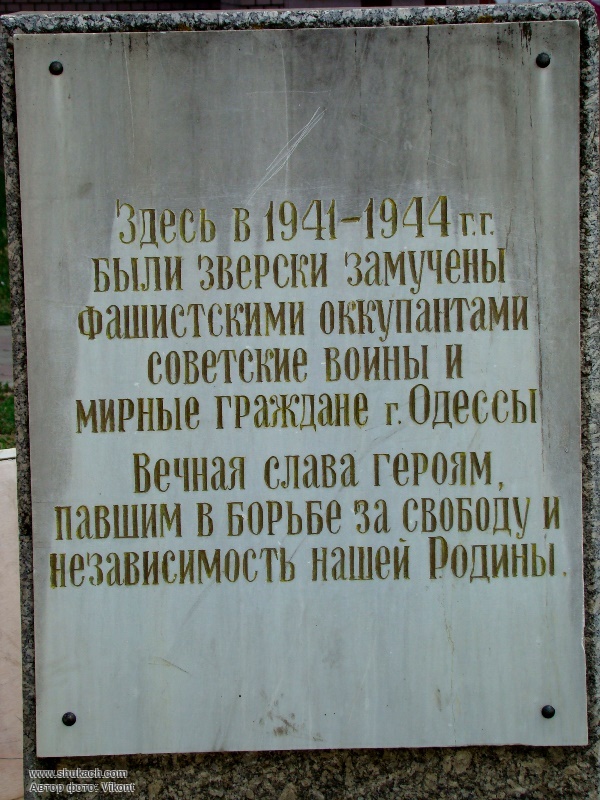 Здесь в 1941-1944 г.г.
были зверски замучены
фашистскими оккупантами
советские воины и
мирные граждане г. Одессы
Вечная слава героям,
павшим в борьбе за свободу и
независимость нашей Родины.
www.shukach.com
Автор фото: Vikont